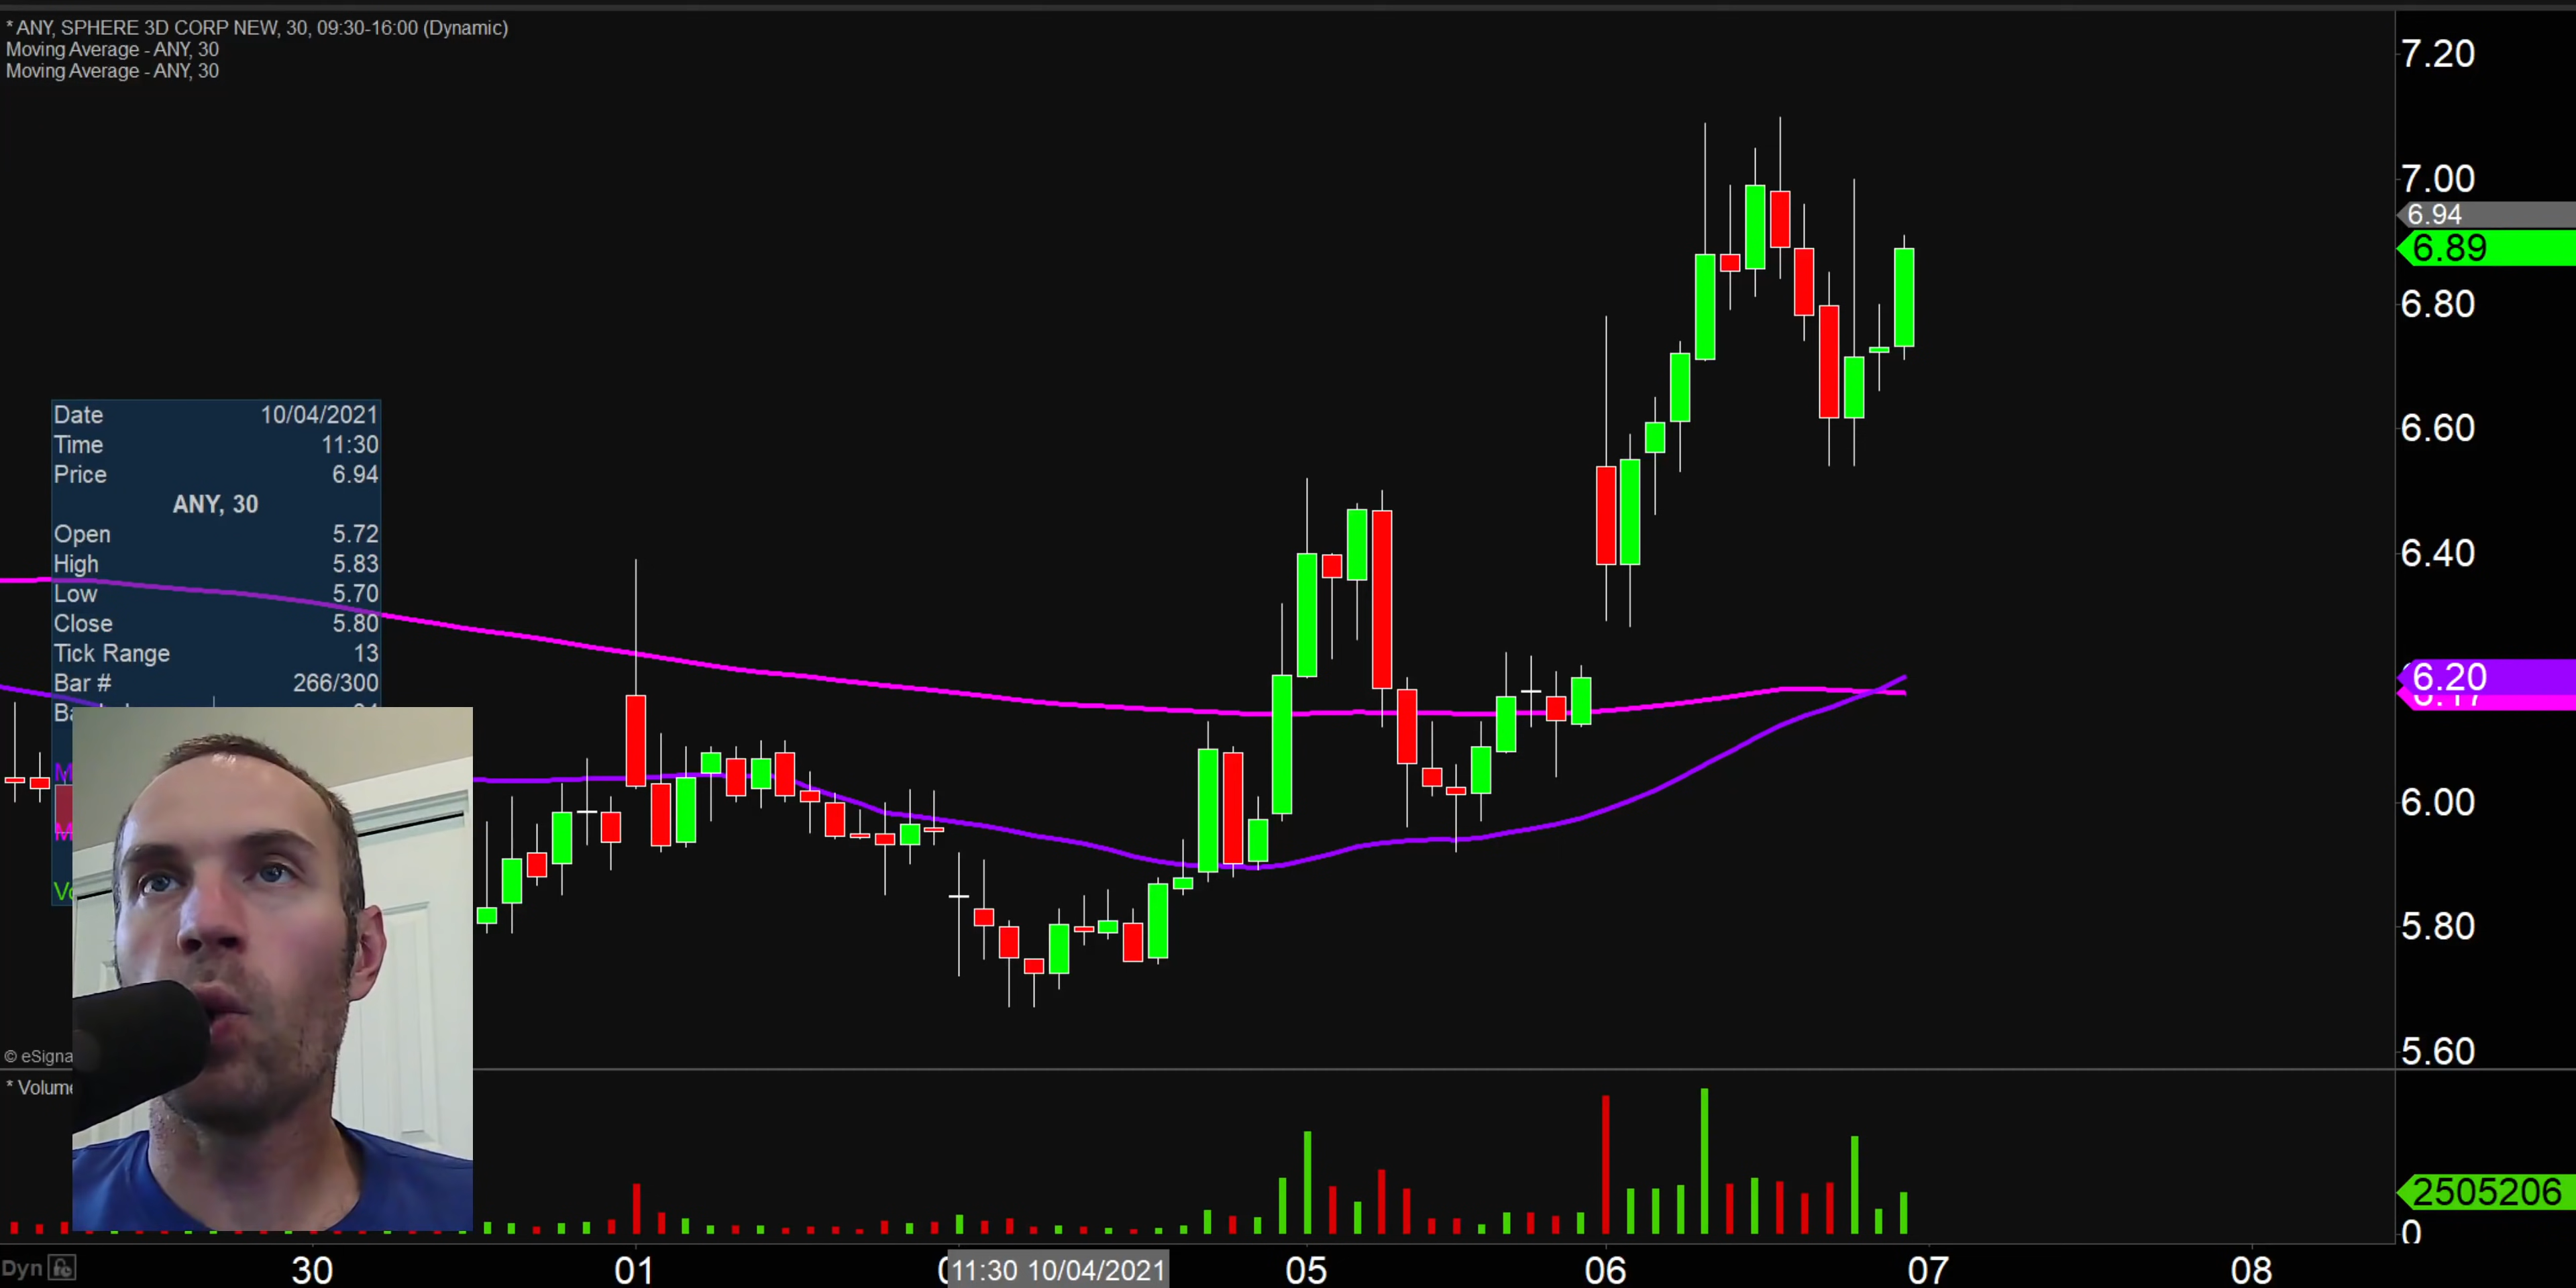 * ANY, SPHERE 3D CORP NEW, 30, 09:30-16:00 (Dynamic)
Moving Average - ANY, 30
Moving Average - ANY, 30
7.20
7.00
6.94
6.89
6.80
6.60
6.40
6.20
6.17
6.00
5.80
5.60
Date 10/04/2021
Time 11:30
Price 6.94
ANY, 30
Open 5.72
High 5.83
Low 5.70
Close 5.80
Tick Range 13
Bar # 266/300
© eSigna
* Volume
2505206
0
Dyn
30 01 11:30 10/04/2021 05 06 07 08